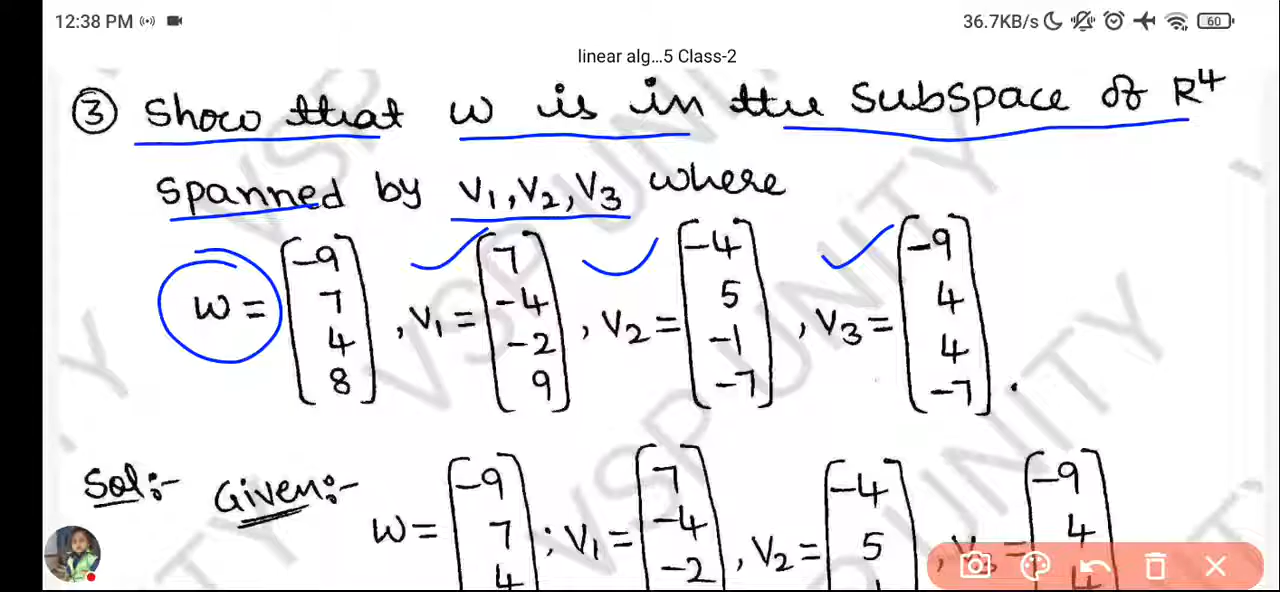 12:38 PM 36.7KB/s 60
linear alg...5 Class-2
③ Show that w is in the subspace of R⁴
spanned by v₁, v₂, v₃ where
w = [-9 7 4 8], v₁ = [7 -4 -2 9], v₂ = [-4 5 -1 -7], v₃ = [-9 4 4 -7].
Sol:- Given:- w = [-9 7 4; v₁ = [7 -4 -2, v₂ = [-4 5, v₃ = [-9 4 4
VSP UNITY